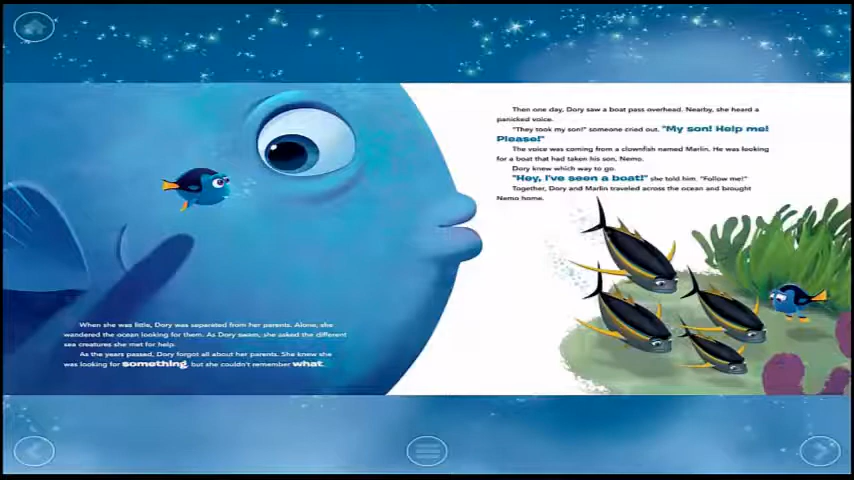 When she was little, Dory was separated from her parents. Alone, she
wandered the ocean looking for them. As Dory swam, she asked the different
sea creatures she met for help.
As the years passed, Dory forgot all about her parents. She knew she
was looking for something, but she couldn't remember what.
Then one day, Dory saw a boat pass overhead. Nearby, she heard a
panicked voice.
"They took my son!" someone cried out. "My son! Help me!
Please!"
The voice was coming from a clownfish named Marlin. He was looking
for a boat that had taken his son, Nemo.
Dory knew which way to go.
"Hey, I've seen a boat!" she told him. "Follow me!"
Together, Dory and Marlin traveled across the ocean and brought
Nemo home.